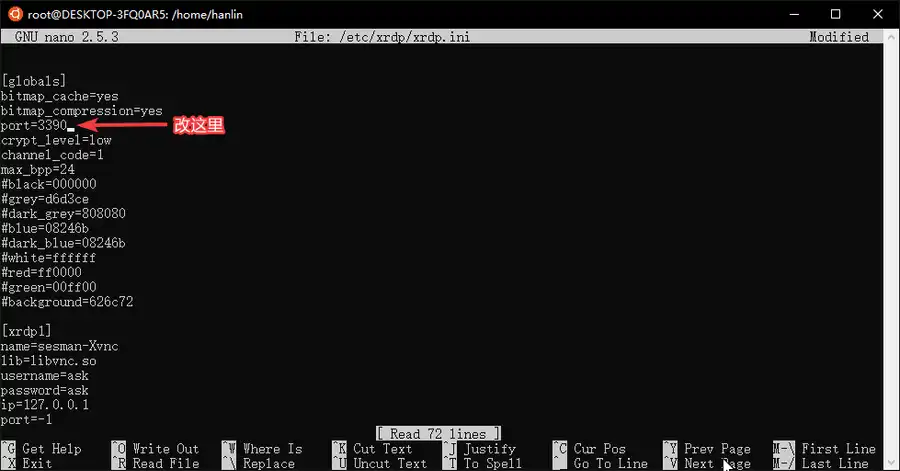 root@DESKTOP-3FQ0AR5: /home/hanlin
GNU nano 2.5.3 File: /etc/xrdp/xrdp.ini Modified
[globals]
bitmap_cache=yes
bitmap_compression=yes
port=3390 改这里
crypt_level=low
channel_code=1
max_bpp=24
#black=000000
#grey=d6d3ce
#dark_grey=808080
#blue=08246b
#dark_blue=08246b
#white=ffffff
#red=ff0000
#green=00ff00
#background=626c72
[xrdp1]
name=sesman-Xvnc
lib=libvnc.so
username=ask
password=ask
ip=127.0.0.1
port=-1
[ Read 72 lines ]
^G Get Help ^O Write Out ^W Where Is ^K Cut Text ^J Justify ^C Cur Pos ^Y Prev Page M-\ First Line
^X Exit ^R Read File ^\ Replace ^U Uncut Text ^T To Spell ^_ Go To Line ^V Next Page M-/ Last Line